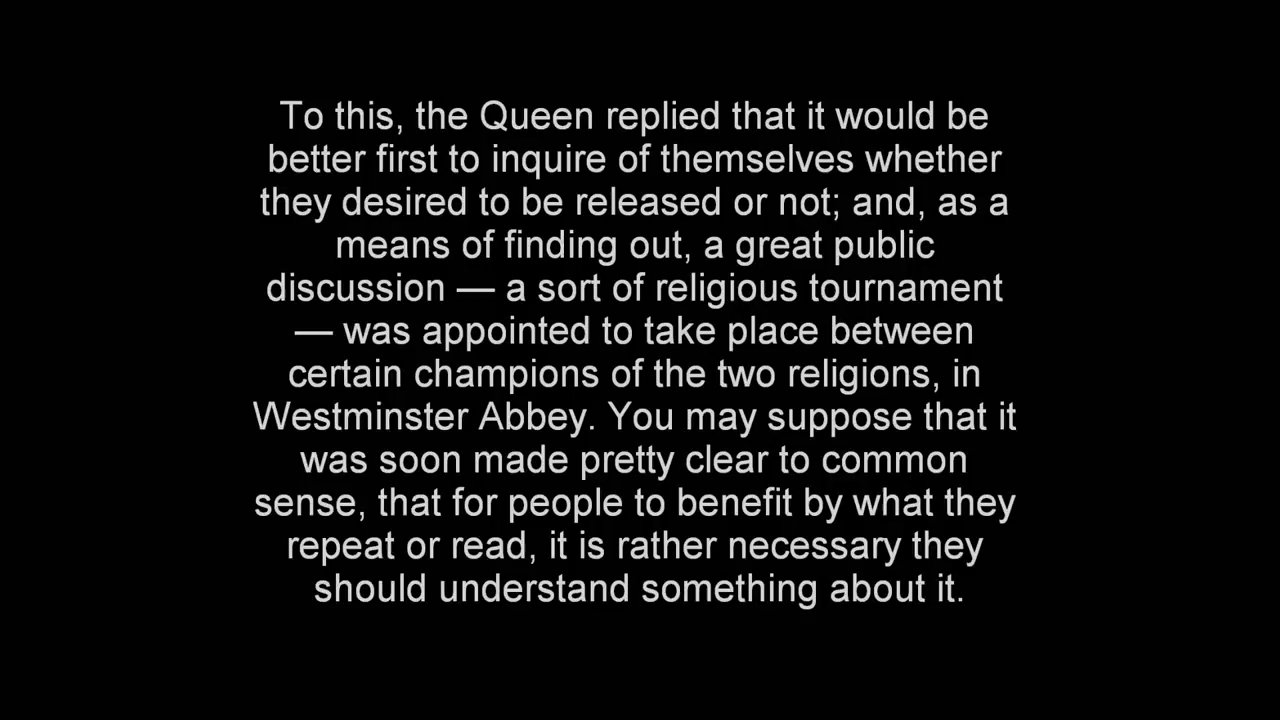 To this, the Queen replied that it would be
better first to inquire of themselves whether
they desired to be released or not; and, as a
means of finding out, a great public
discussion — a sort of religious tournament
— was appointed to take place between
certain champions of the two religions, in
Westminster Abbey. You may suppose that it
was soon made pretty clear to common
sense, that for people to benefit by what they
repeat or read, it is rather necessary they
should understand something about it.